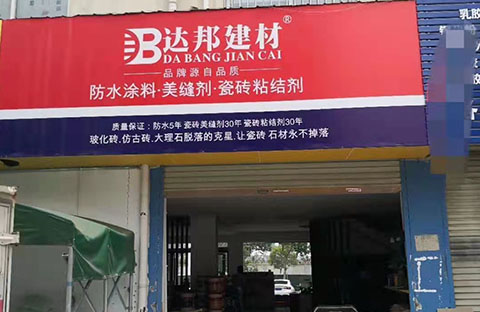 B 达邦建材®
DA BANG JIAN CAI
品牌源自品质
防水涂料·美缝剂·瓷砖粘结剂
质量保证：防水5年 瓷砖美缝剂30年 瓷砖粘结剂30年
玻化砖.仿古砖.大理石脱落的克星.让瓷砖 石材永不掉落
乳胶